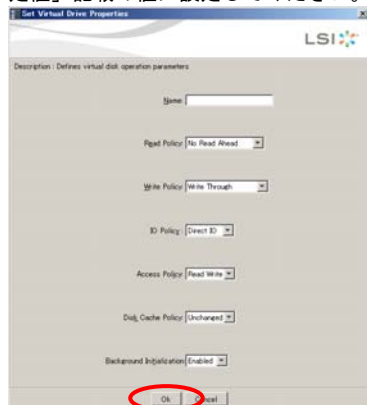 定値」記載の値に設定してください。
Set Virtual Drive Properties
LSI
Description : Defines virtual disk operation parameters
Name:
Read Policy: No Read Ahead
Write Policy: Write Through
IO Policy: Direct IO
Access Policy: Read Write
Disk Cache Policy: Unchanged
Background Initialization: Enabled
Ok Cancel